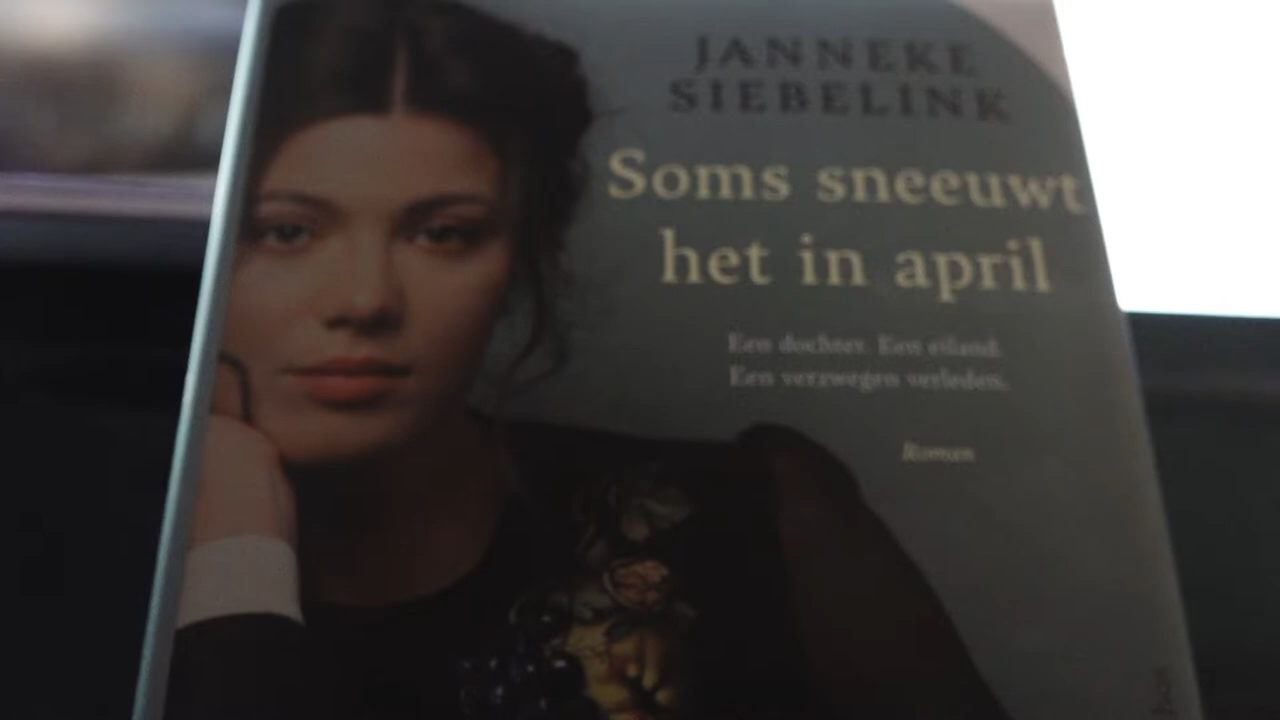 JANNEKE
SIEBELINK
Soms sneeuwt
het in april
Een dochter. Een eiland.
Een verzwegen verleden.
Roman